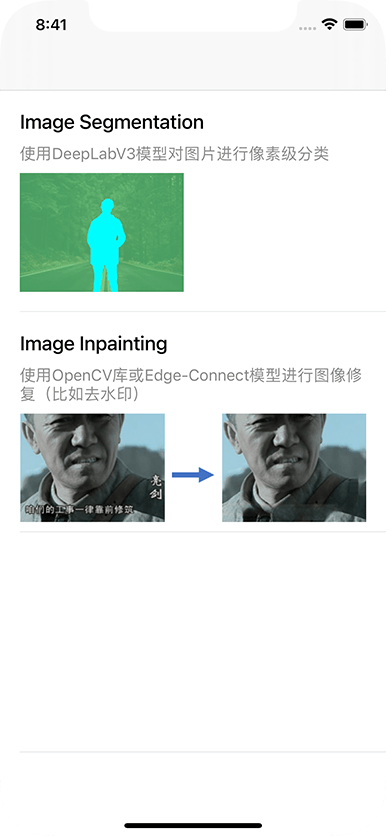 8:41
Image Segmentation
使用DeepLabV3模型对图片进行像素级分类
Image Inpainting
使用OpenCV库或Edge-Connect模型进行图像修
复（比如去水印）
亮剑
咱们的工事一律靠前修筑